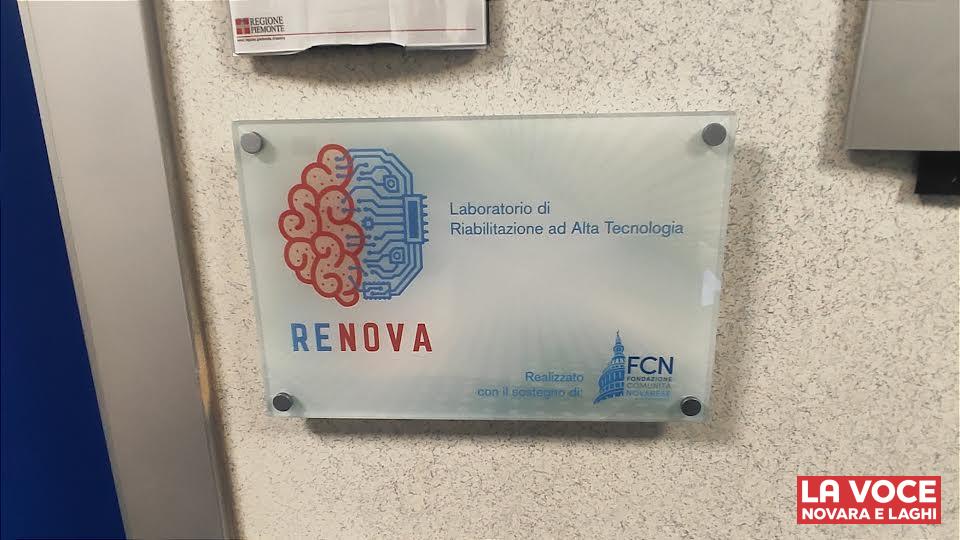 REGIONE
PIEMONTE
Laboratorio di
Riabilitazione ad Alta Tecnologia
RENOVA
Realizzato
con il sostegno di:
FCN
FONDAZIONE
COMUNITÀ
NOVARESE
LA VOCE
NOVARA E LAGHI